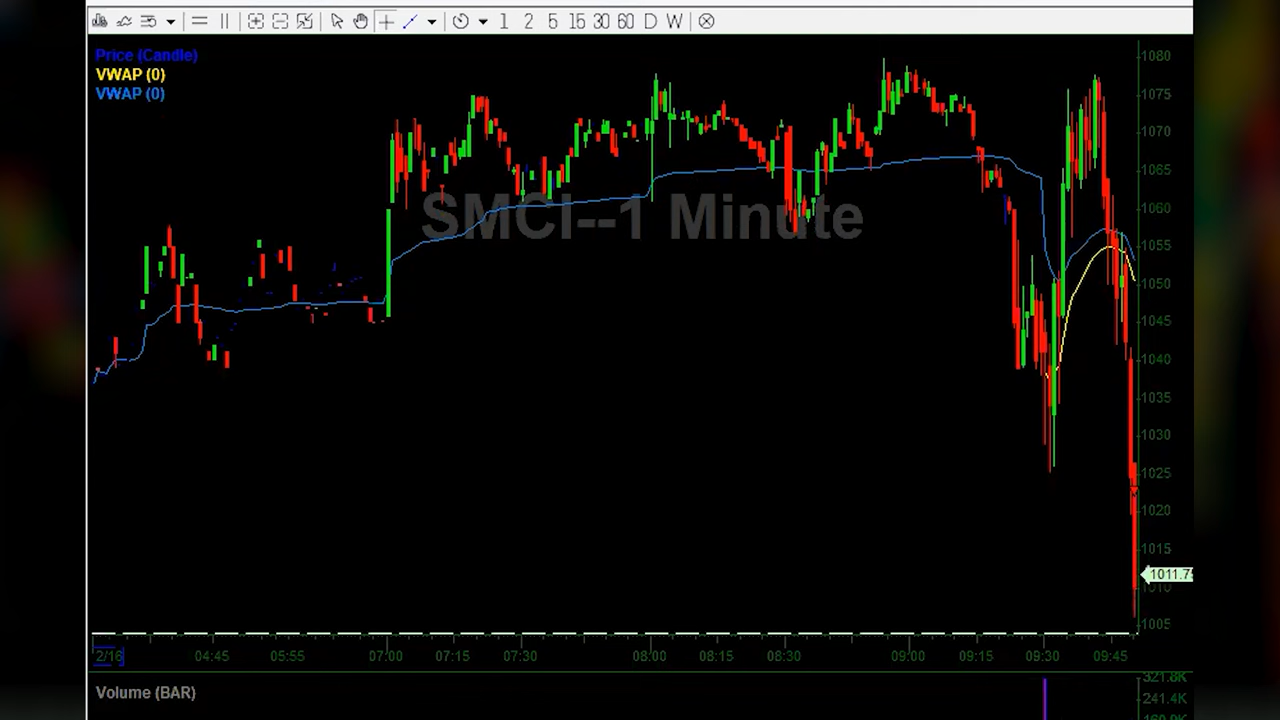 1 2 5 15 30 60 D W
Price (Candle)
VWAP (0)
VWAP (0)
SMCI--1 Minute
1080
1075
1070
1065
1060
1055
1050
1045
1040
1035
1030
1025
1020
1015
1011.75
1010
1005
2/16 04:45 05:55 07:00 07:15 07:30 08:00 08:15 08:30 09:00 09:15 09:30 09:45
Volume (BAR)
321.8K
241.4K